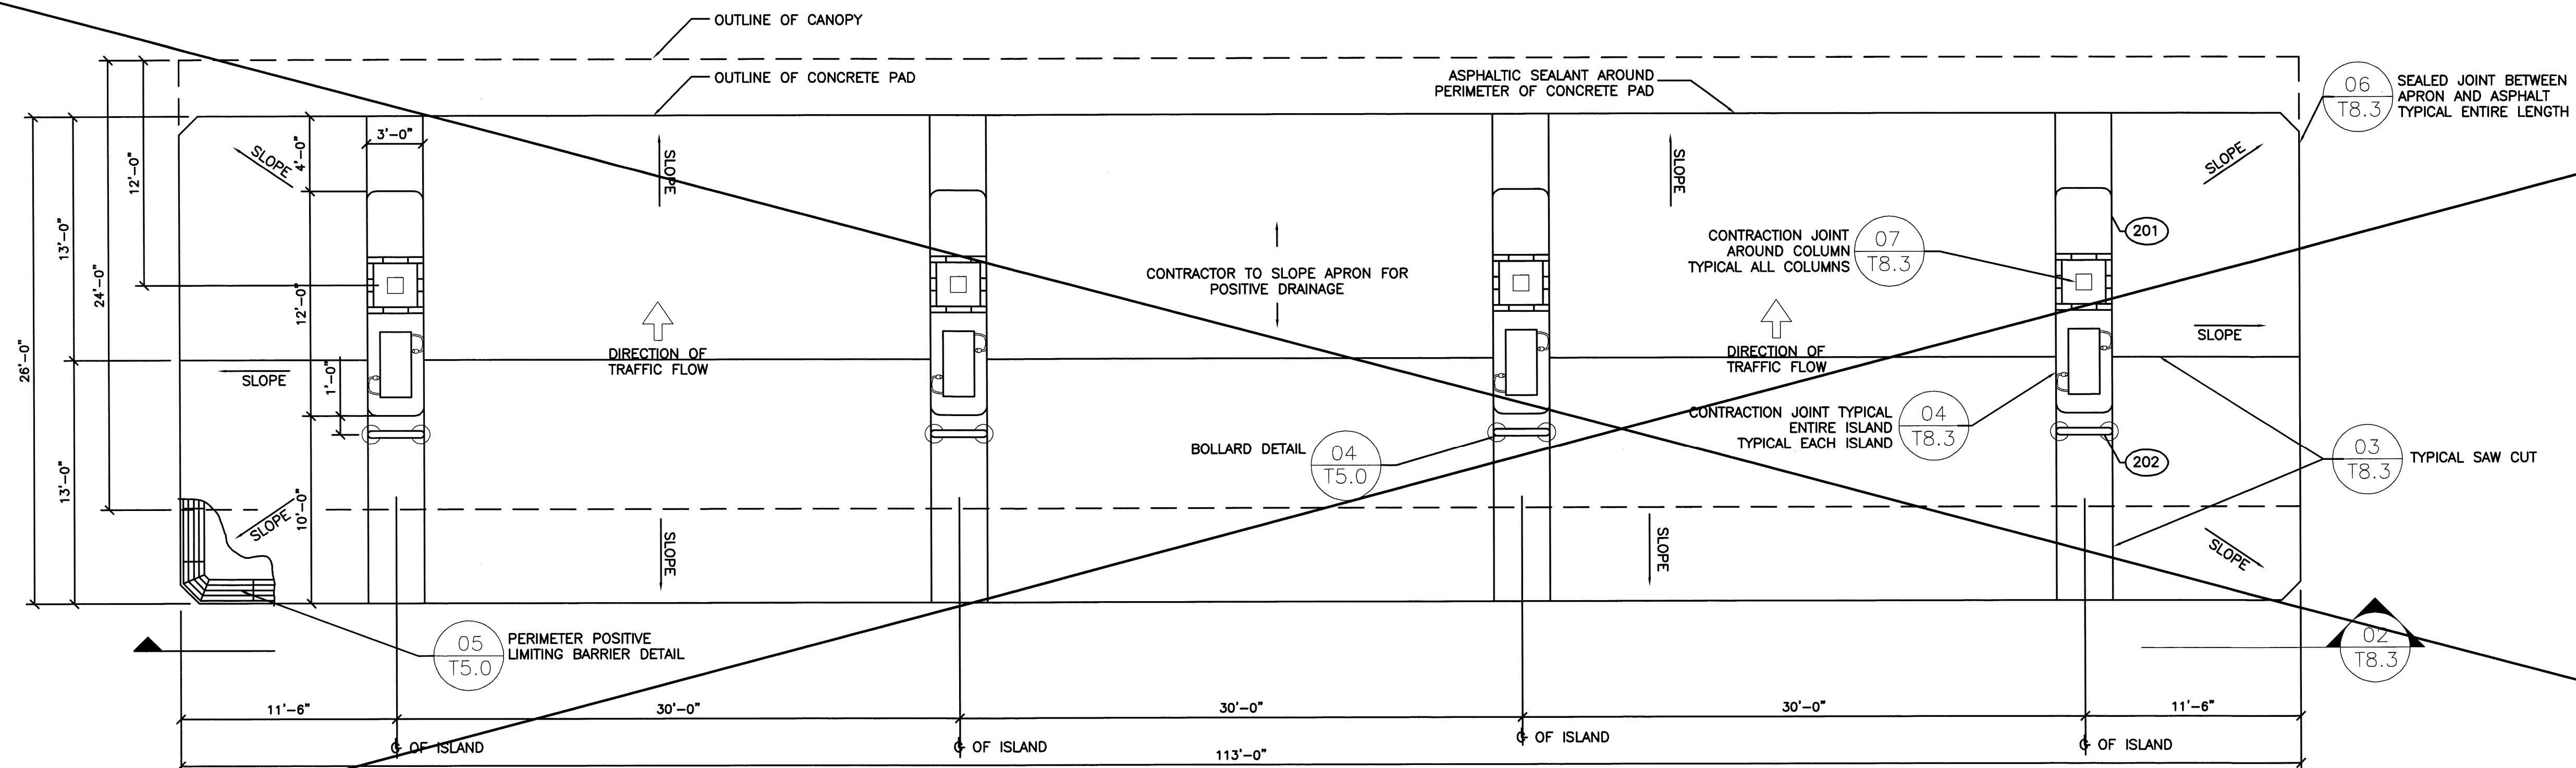 OUTLINE OF CANOPY
OUTLINE OF CONCRETE PAD
ASPHALTIC SEALANT AROUND
PERIMETER OF CONCRETE PAD
06
T8.3
SEALED JOINT BETWEEN
APRON AND ASPHALT
TYPICAL ENTIRE LENGTH
3'-0"
4'-0"
12'-0"
13'-0"
24'-0"
26'-0"
12'-0"
1'-0"
13'-0"
10'-0"
SLOPE
SLOPE
SLOPE
SLOPE
201
CONTRACTION JOINT
AROUND COLUMN
TYPICAL ALL COLUMNS
07
T8.3
CONTRACTOR TO SLOPE APRON FOR
POSITIVE DRAINAGE
DIRECTION OF
TRAFFIC FLOW
DIRECTION OF
TRAFFIC FLOW
SLOPE
SLOPE
CONTRACTION JOINT TYPICAL
ENTIRE ISLAND
TYPICAL EACH ISLAND
04
T8.3
BOLLARD DETAIL
04
T5.0
202
03
T8.3
TYPICAL SAW CUT
SLOPE
SLOPE
SLOPE
SLOPE
05
T5.0
PERIMETER POSITIVE
LIMITING BARRIER DETAIL
02
T8.3
11'-6"
30'-0"
30'-0"
30'-0"
11'-6"
℄ OF ISLAND
℄ OF ISLAND
℄ OF ISLAND
℄ OF ISLAND
113'-0"